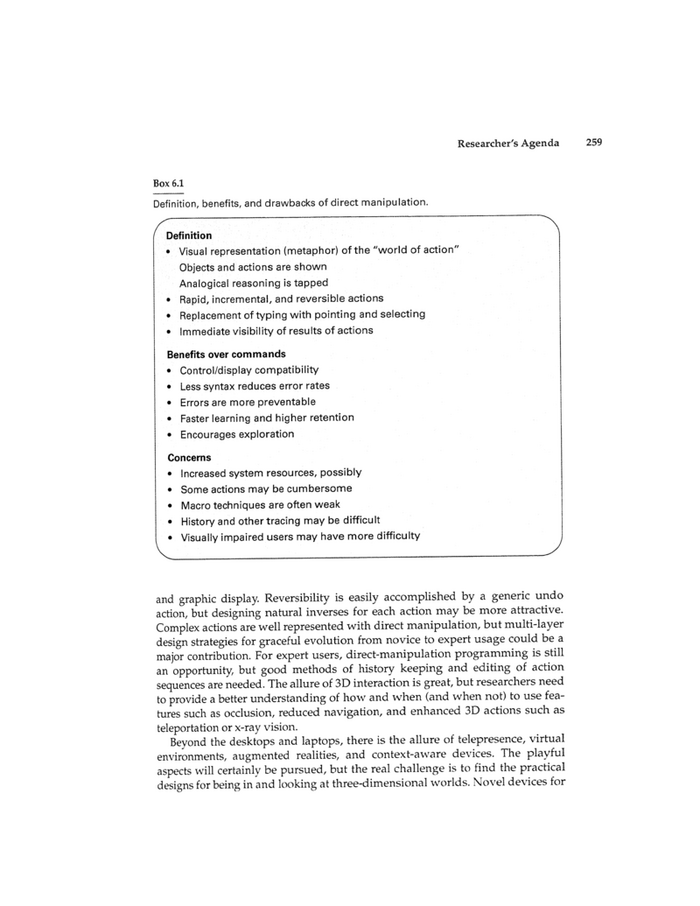 Researcher's Agenda 259
Box 6.1
Definition, benefits, and drawbacks of direct manipulation.
Definition
• Visual representation (metaphor) of the "world of action"
Objects and actions are shown
Analogical reasoning is tapped
• Rapid, incremental, and reversible actions
• Replacement of typing with pointing and selecting
• Immediate visibility of results of actions
Benefits over commands
• Control/display compatibility
• Less syntax reduces error rates
• Errors are more preventable
• Faster learning and higher retention
• Encourages exploration
Concerns
• Increased system resources, possibly
• Some actions may be cumbersome
• Macro techniques are often weak
• History and other tracing may be difficult
• Visually impaired users may have more difficulty
and graphic display. Reversibility is easily accomplished by a generic undo
action, but designing natural inverses for each action may be more attractive.
Complex actions are well represented with direct manipulation, but multi-layer
design strategies for graceful evolution from novice to expert usage could be a
major contribution. For expert users, direct-manipulation programming is still
an opportunity, but good methods of history keeping and editing of action
sequences are needed. The allure of 3D interaction is great, but researchers need
to provide a better understanding of how and when (and when not) to use fea-
tures such as occlusion, reduced navigation, and enhanced 3D actions such as
teleportation or x-ray vision.
Beyond the desktops and laptops, there is the allure of telepresence, virtual
environments, augmented realities, and context-aware devices. The playful
aspects will certainly be pursued, but the real challenge is to find the practical
designs for being in and looking at three-dimensional worlds. Novel devices for